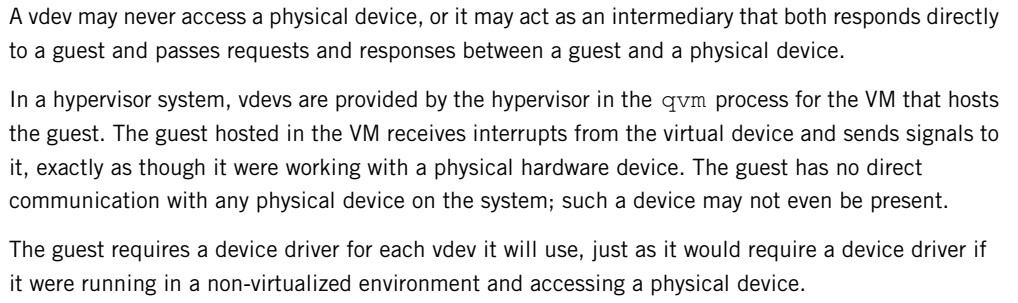 A vdev may never access a physical device, or it may act as an intermediary that both responds directly
to a guest and passes requests and responses between a guest and a physical device.
In a hypervisor system, vdevs are provided by the hypervisor in the qvm process for the VM that hosts
the guest. The guest hosted in the VM receives interrupts from the virtual device and sends signals to
it, exactly as though it were working with a physical hardware device. The guest has no direct
communication with any physical device on the system; such a device may not even be present.
The guest requires a device driver for each vdev it will use, just as it would require a device driver if
it were running in a non-virtualized environment and accessing a physical device.